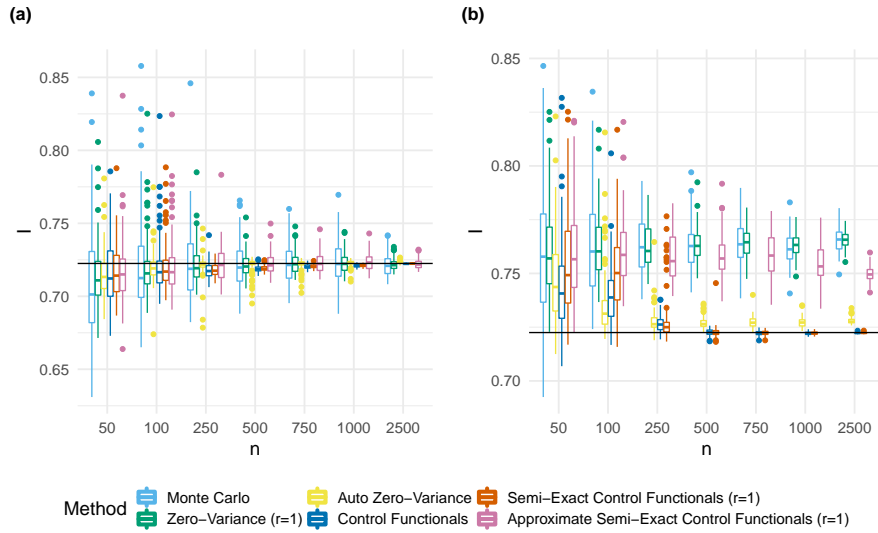 (a)
(b)
0.85
0.80
0.75
0.70
0.65
I
50 100 250 500 750 1000 2500
n
0.85
0.80
0.75
0.70
I
50 100 250 500 750 1000 2500
n
Method
Monte Carlo
Auto Zero−Variance
Semi−Exact Control Functionals (r=1)
Zero−Variance (r=1)
Control Functionals
Approximate Semi−Exact Control Functionals (r=1)